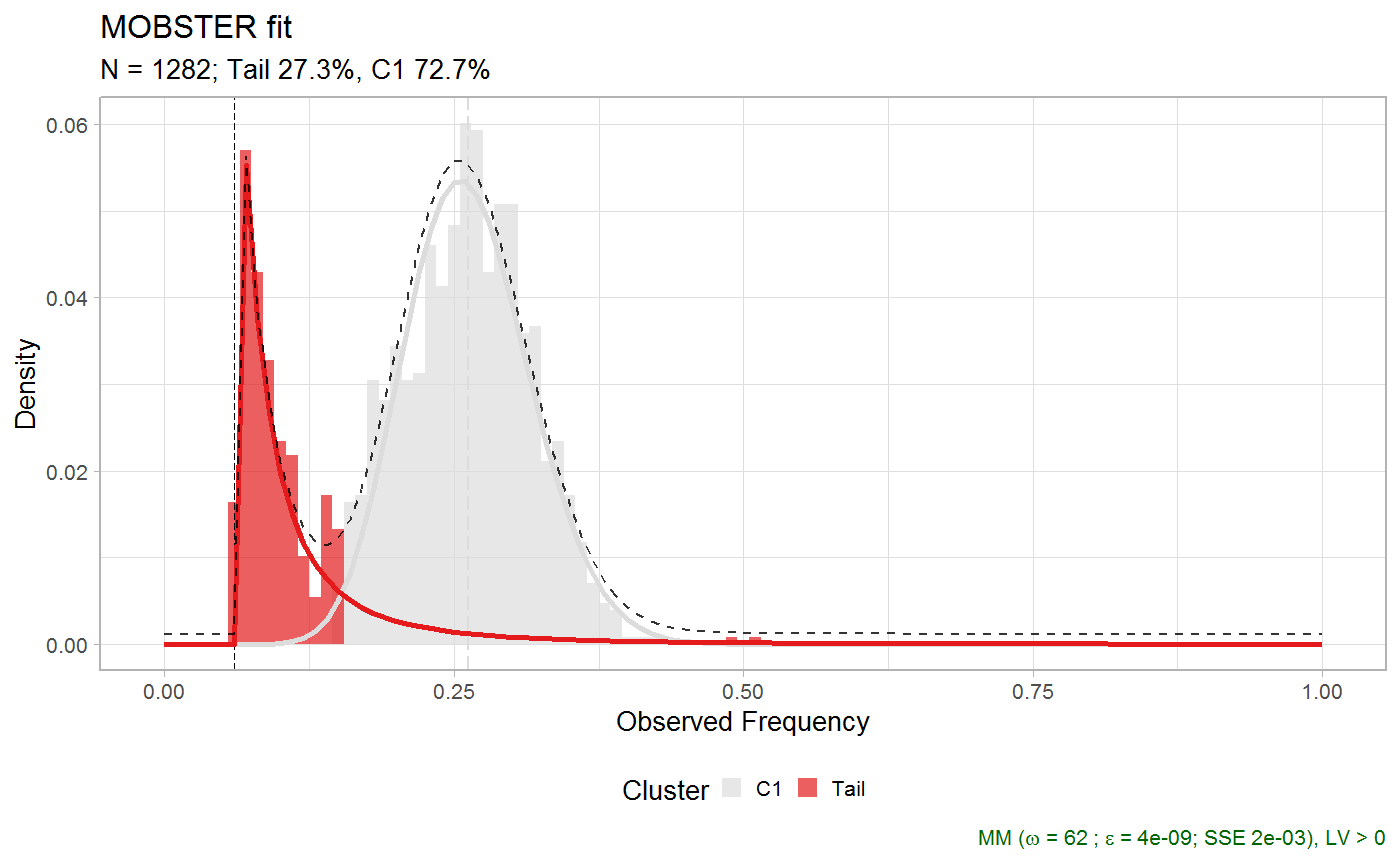 MOBSTER fit
N = 1282; Tail 27.3%, C1 72.7%
0.06
0.04
0.02
0.00
Density
0.00 0.25 0.50 0.75 1.00
Observed Frequency
Cluster C1 Tail
MM (ω = 62 ; ε = 4e-09; SSE 2e-03), LV > 0